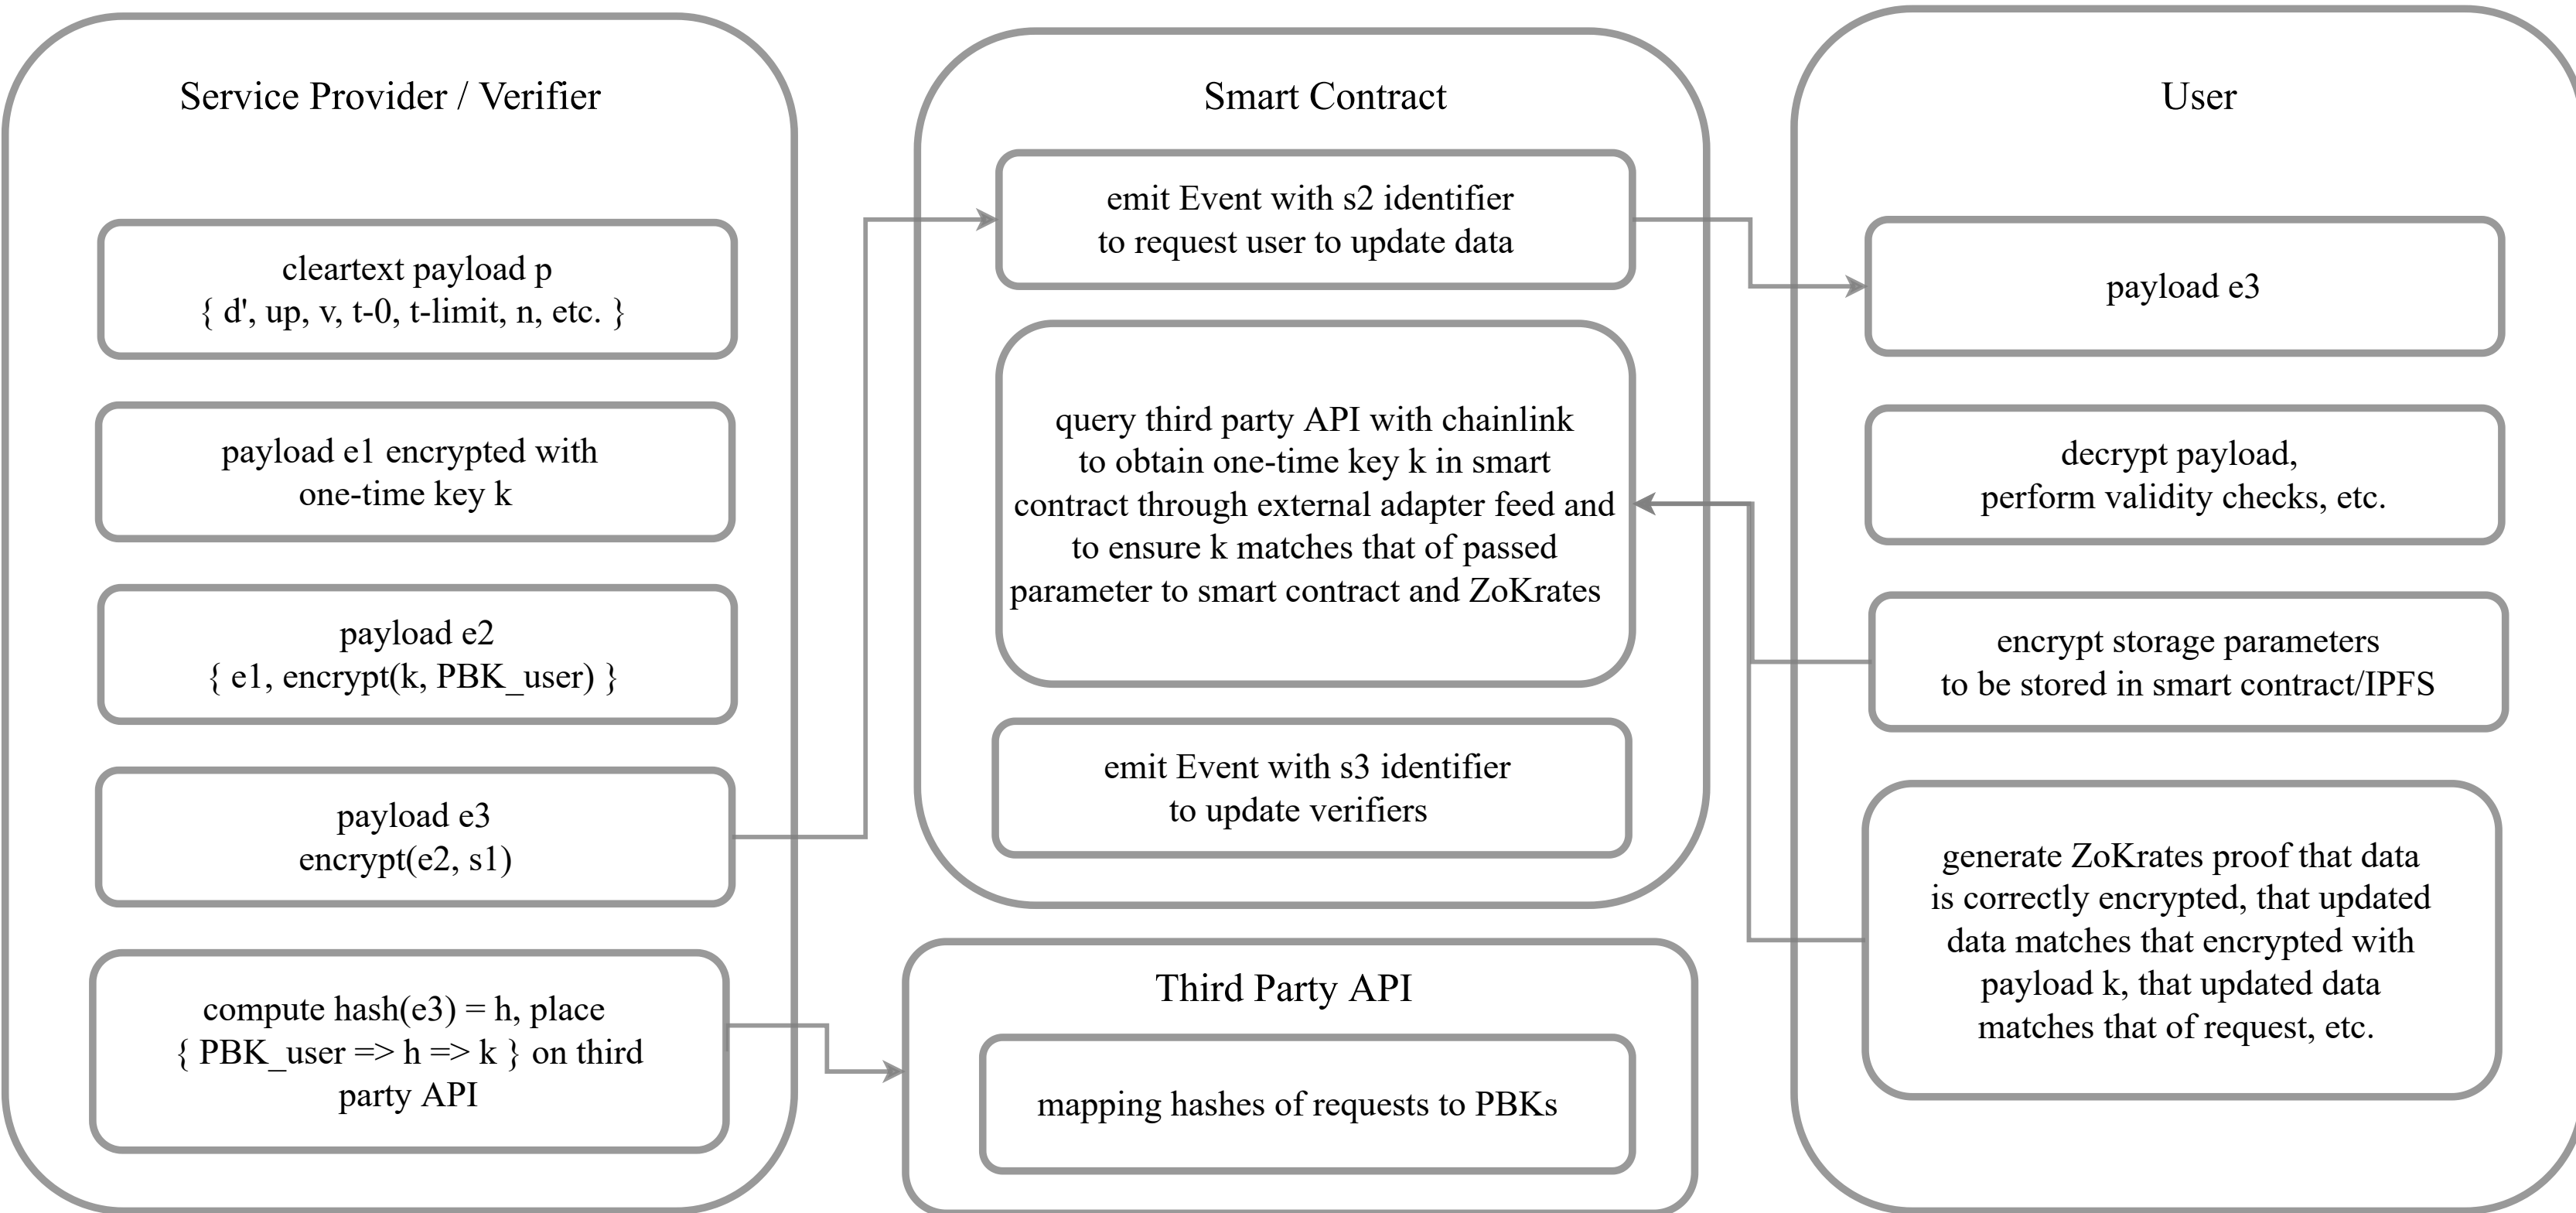 Service Provider / Verifier
cleartext payload p
{ d', up, v, t-0, t-limit, n, etc. }
payload e1 encrypted with
one-time key k
payload e2
{ e1, encrypt(k, PBK_user) }
payload e3
encrypt(e2, s1)
compute hash(e3) = h, place
{ PBK_user => h => k } on third
party API
Smart Contract
emit Event with s2 identifier
to request user to update data
query third party API with chainlink
to obtain one-time key k in smart
contract through external adapter feed and
to ensure k matches that of passed
parameter to smart contract and ZoKrates
emit Event with s3 identifier
to update verifiers
Third Party API
mapping hashes of requests to PBKs
User
payload e3
decrypt payload,
perform validity checks, etc.
encrypt storage parameters
to be stored in smart contract/IPFS
generate ZoKrates proof that data
is correctly encrypted, that updated
data matches that encrypted with
payload k, that updated data
matches that of request, etc.